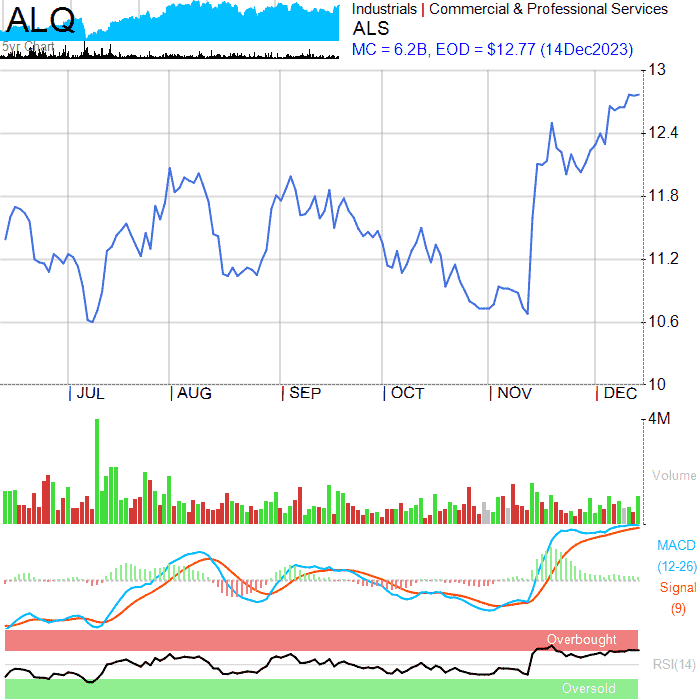 ALQ
5yr Chart
Industrials | Commercial & Professional Services
ALS
MC = 6.2B, EOD = $12.77 (14Dec2023)
13
12.4
11.8
11.2
10.6
10
| JUL
| AUG
| SEP
| OCT
| NOV
| DEC
4M
Volume
MACD
(12-26)
Signal
(9)
Overbought
RSI(14)
Oversold